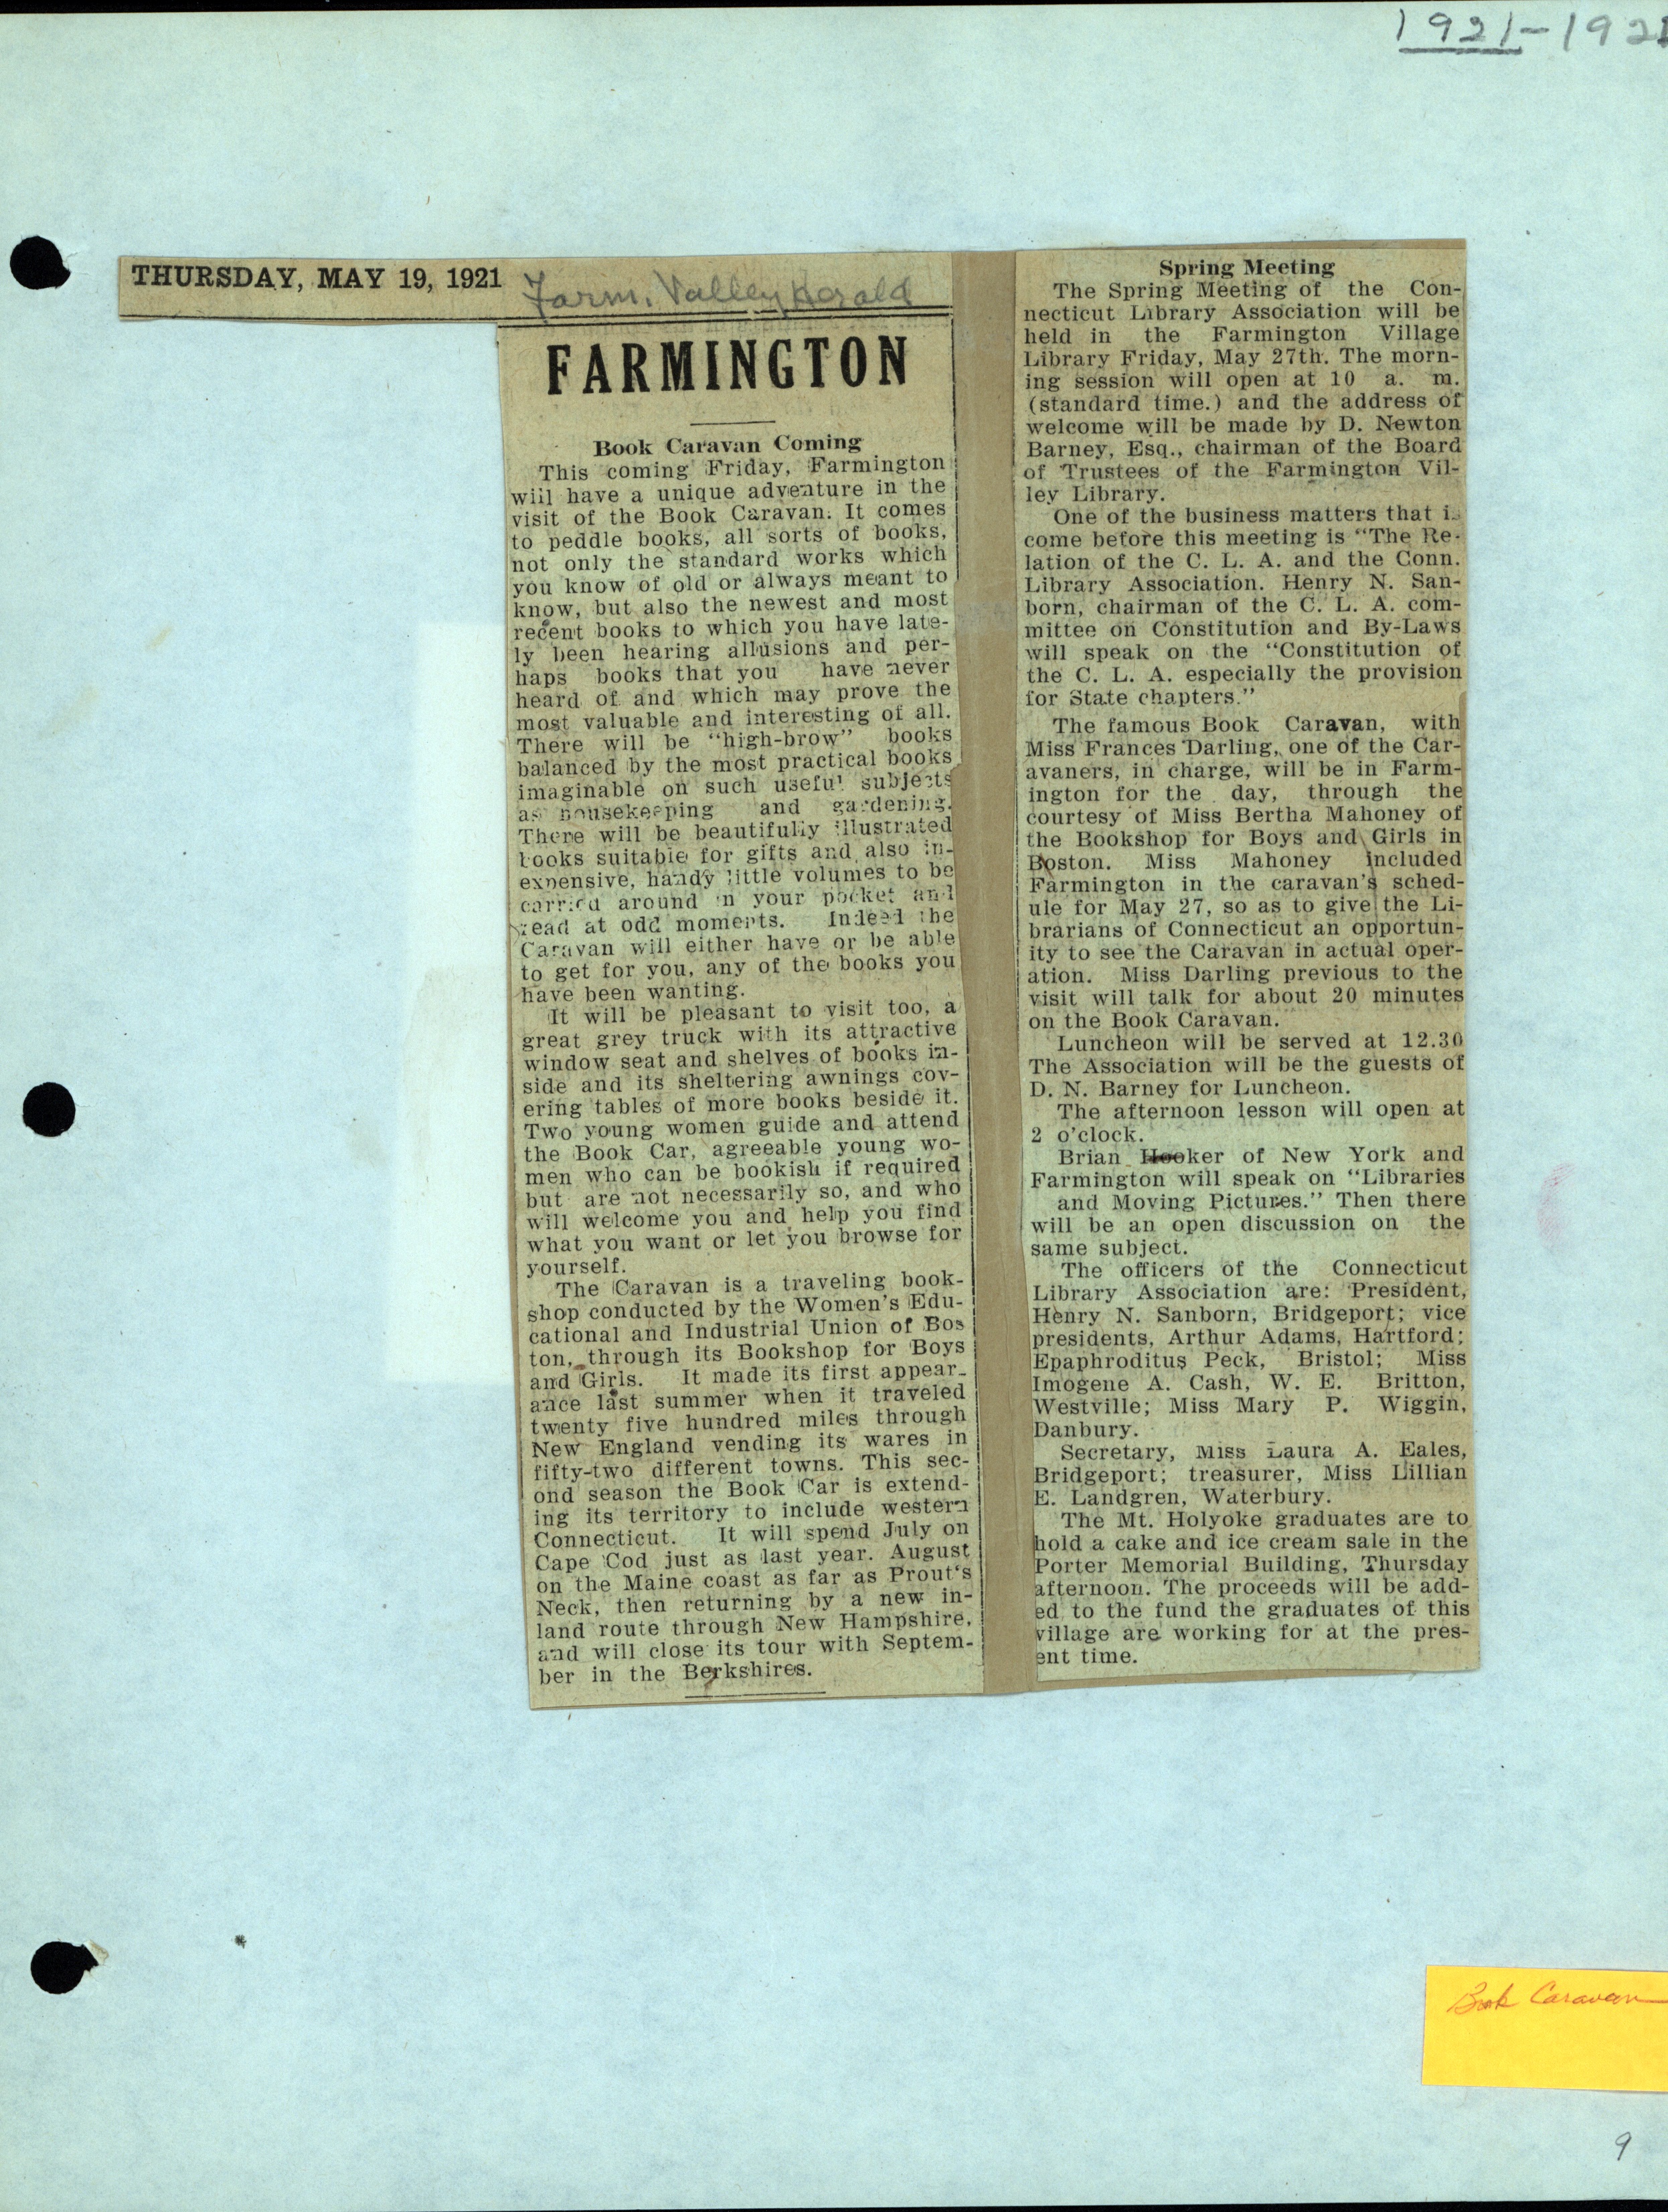 1921-192
THURSDAY, MAY 19, 1921
Farm. Valley Herald
FARMINGTON
Book Caravan Coming
This coming Friday, Farmington
will have a unique adventure in the
visit of the Book Caravan. It comes
to peddle books, all sorts of books,
not only the standard works which
you know of old or always meant to
know, but also the newest and most
recent books to which you have late-
ly been hearing allusions and per-
haps books that you have never
heard of and which may prove the
most valuable and interesting of all.
There will be "high-brow" books
balanced by the most practical books
imaginable on such useful subjects
as housekeeping and gardening.
There will be beautifully illustrated
books suitable for gifts and also in-
expensive, handy little volumes to be
carried around in your pocket and
read at odd moments. Indeed the
Caravan will either have or be able
to get for you, any of the books you
have been wanting.
It will be pleasant to visit too, a
great grey truck with its attractive
window seat and shelves of books in-
side and its sheltering awnings cov-
ering tables of more books beside it.
Two young women guide and attend
the Book Car, agreeable young wo-
men who can be bookish if required
but are not necessarily so, and who
will welcome you and help you find
what you want or let you browse for
yourself.
The Caravan is a traveling book-
shop conducted by the Women's Edu-
cational and Industrial Union of Bos
ton, through its Bookshop for Boys
and Girls. It made its first appear-
ance last summer when it traveled
twenty five hundred miles through
New England vending its wares in
fifty-two different towns. This sec-
ond season the Book Car is extend-
ing its territory to include western
Connecticut. It will spend July on
Cape Cod just as last year. August
on the Maine coast as far as Prout's
Neck, then returning by a new in-
land route through New Hampshire,
and will close its tour with Septem-
ber in the Berkshires.
Spring Meeting
The Spring Meeting of the Con-
necticut Library Association will be
held in the Farmington Village
Library Friday, May 27th. The morn-
ing session will open at 10 a. m.
(standard time.) and the address of
welcome will be made by D. Newton
Barney, Esq., chairman of the Board
of Trustees of the Farmington Vil-
ley Library.
One of the business matters that is
come before this meeting is "The Re-
lation of the C. L. A. and the Conn.
Library Association. Henry N. San-
born, chairman of the C. L. A. com-
mittee on Constitution and By-Laws
will speak on the "Constitution of
the C. L. A. especially the provision
for State chapters."
The famous Book Caravan, with
Miss Frances Darling, one of the Car-
avaners, in charge, will be in Farm-
ington for the day, through the
courtesy of Miss Bertha Mahoney of
the Bookshop for Boys and Girls in
Boston. Miss Mahoney included
Farmington in the caravan's sched-
ule for May 27, so as to give the Li-
brarians of Connecticut an opportun-
ity to see the Caravan in actual oper-
ation. Miss Darling previous to the
visit will talk for about 20 minutes
on the Book Caravan.
Luncheon will be served at 12.30
The Association will be the guests of
D. N. Barney for Luncheon.
The afternoon lesson will open at
2 o'clock.
Brian Hooker of New York and
Farmington will speak on "Libraries
and Moving Pictures." Then there
will be an open discussion on the
same subject.
The officers of the Connecticut
Library Association are: President,
Henry N. Sanborn, Bridgeport; vice
presidents, Arthur Adams, Hartford;
Epaphroditus Peck, Bristol; Miss
Imogene A. Cash, W. E. Britton,
Westville; Miss Mary P. Wiggin,
Danbury.
Secretary, Miss Laura A. Eales,
Bridgeport; treasurer, Miss Lillian
E. Landgren, Waterbury.
The Mt. Holyoke graduates are to
hold a cake and ice cream sale in the
Porter Memorial Building, Thursday
afternoon. The proceeds will be add-
ed to the fund the graduates of this
village are working for at the pres-
ent time.
Book Caravan
9